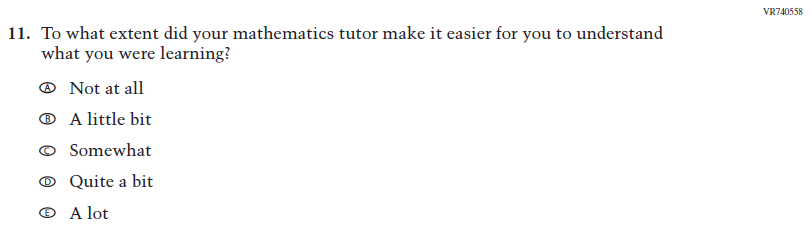 VR740558
11. To what extent did your mathematics tutor make it easier for you to understand
what you were learning?
A Not at all
B A little bit
C Somewhat
D Quite a bit
E A lot